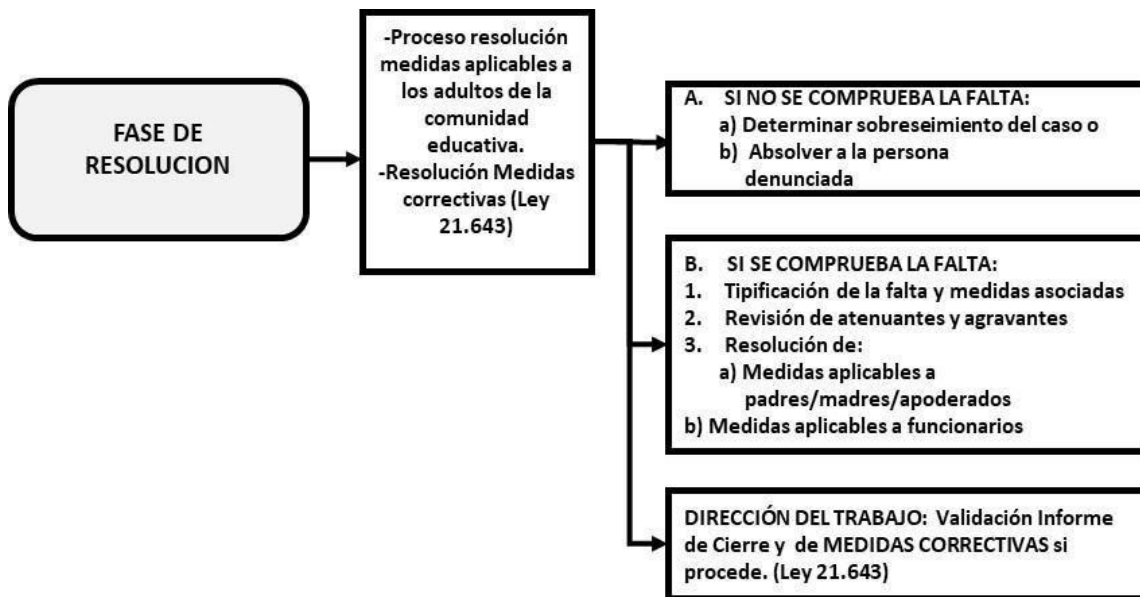 FASE DE
RESOLUCION
-Proceso resolución
medidas aplicables a
los adultos de la
comunidad
educativa.
-Resolución Medidas
correctivas (Ley
21.643)
A. SI NO SE COMPRUEBA LA FALTA:
a) Determinar sobreseimiento del caso o
b) Absolver a la persona
denunciada
B. SI SE COMPRUEBA LA FALTA:
1. Tipificación de la falta y medidas asociadas
2. Revisión de atenuantes y agravantes
3. Resolución de:
a) Medidas aplicables a
padres/madres/apoderados
b) Medidas aplicables a funcionarios
DIRECCIÓN DEL TRABAJO: Validación Informe
de Cierre y de MEDIDAS CORRECTIVAS si
procede. (Ley 21.643)